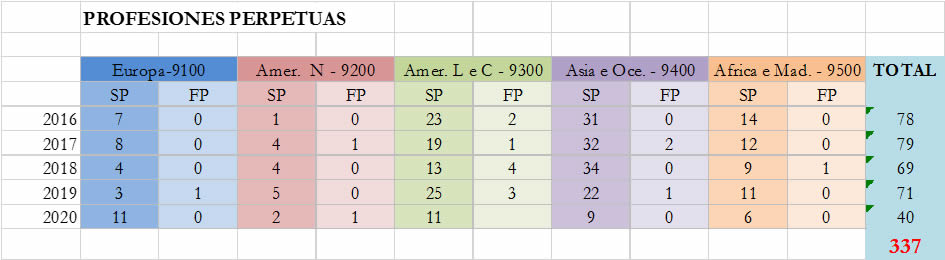 PROFESIONES PERPETUAS
Europa-9100 Amer. N - 9200 Amer. L e C - 9300 Asia e Oce. - 9400 Africa e Mad. - 9500 TOTAL
SP FP SP FP SP FP SP FP SP FP
2016 7 0 1 0 23 2 31 0 14 0 78
2017 8 0 4 1 19 1 32 2 12 0 79
2018 4 0 4 0 13 4 34 0 9 1 69
2019 3 1 5 0 25 3 22 1 11 0 71
2020 11 0 2 1 11 9 0 6 0 40
337